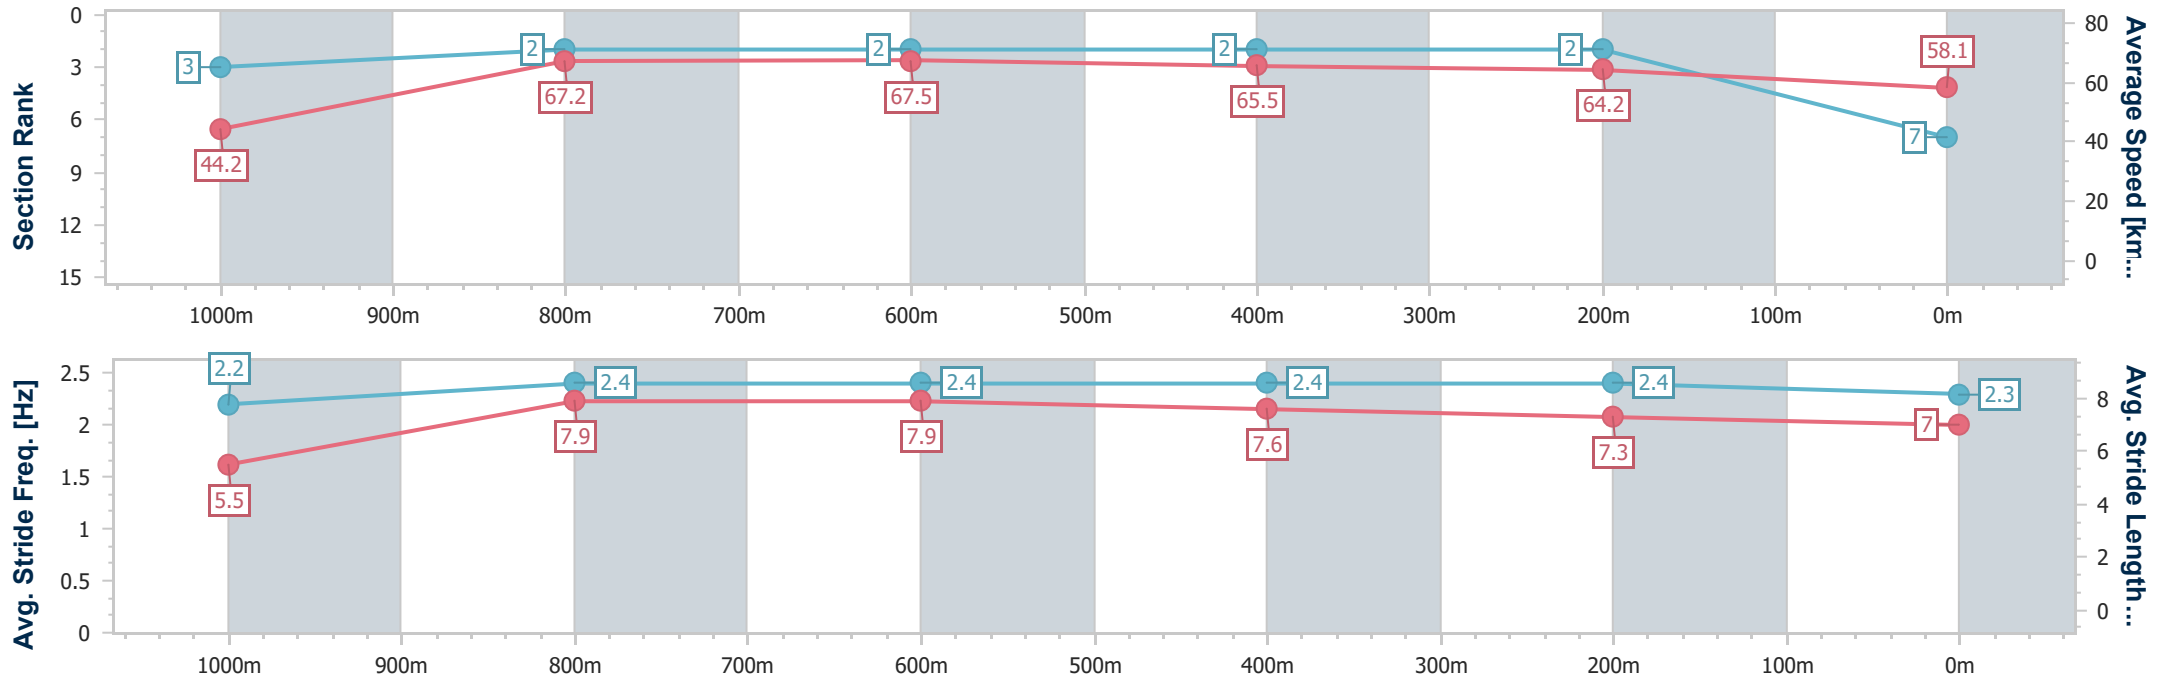 Section Rank
0
3
6
9
12
15
3
2
2
2
2
7
44.2
67.2
67.5
65.5
64.2
58.1
80
60
40
20
0
Average Speed [km...
1000m
900m
800m
700m
600m
500m
400m
300m
200m
100m
0m
Avg. Stride Freq. [Hz]
2.5
2
1.5
1
0.5
0
2.2
2.4
2.4
2.4
2.4
2.3
5.5
7.9
7.9
7.6
7.3
7
8
6
4
2
0
Avg. Stride Length...
1000m
900m
800m
700m
600m
500m
400m
300m
200m
100m
0m